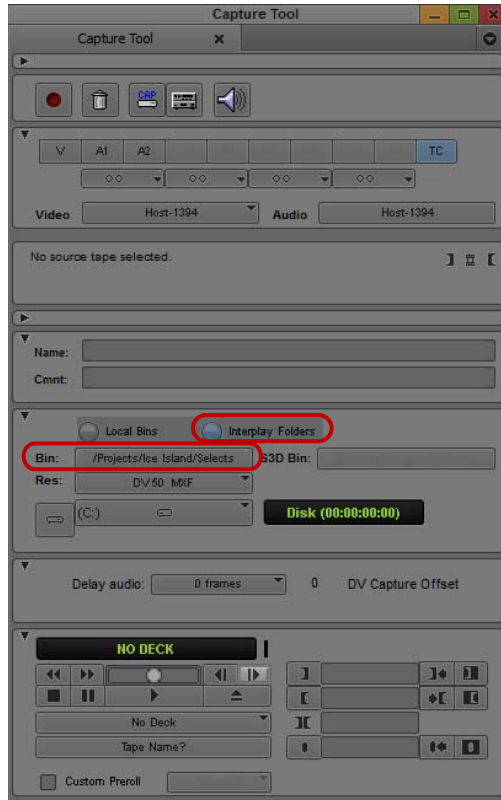 Capture Tool
Capture Tool
CAP
V A1 A2 TC
Video Host-1394 Audio Host-1394
No source tape selected.
Name:
Cmnt:
Local Bins Interplay Folders
Bin: /Projects/Ice Island/Selects S3D Bin:
Res: DV50 MXF
(C:) Disk (00:00:00:00)
Delay audio: 0 frames 0 DV Capture Offset
NO DECK
No Deck
Tape Name?
Custom Preroll